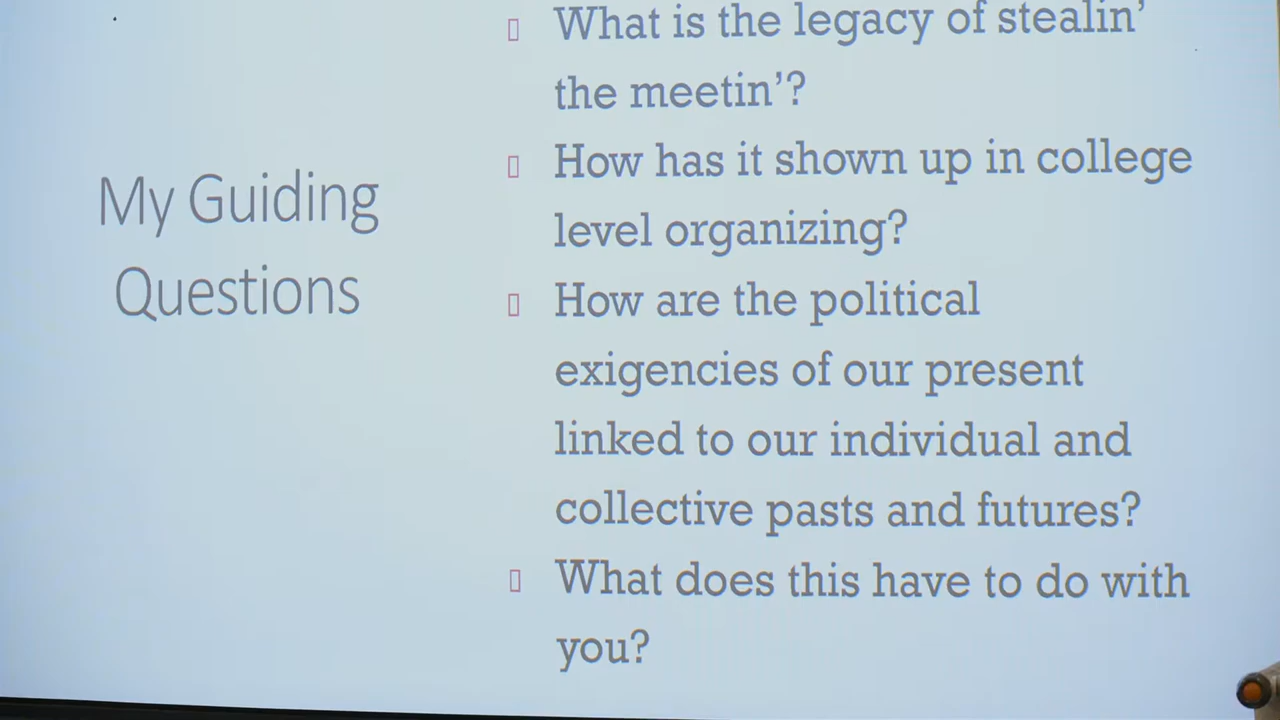 My Guiding
Questions
What is the legacy of stealin'
the meetin'?
How has it shown up in college
level organizing?
How are the political
exigencies of our present
linked to our individual and
collective pasts and futures?
What does this have to do with
you?